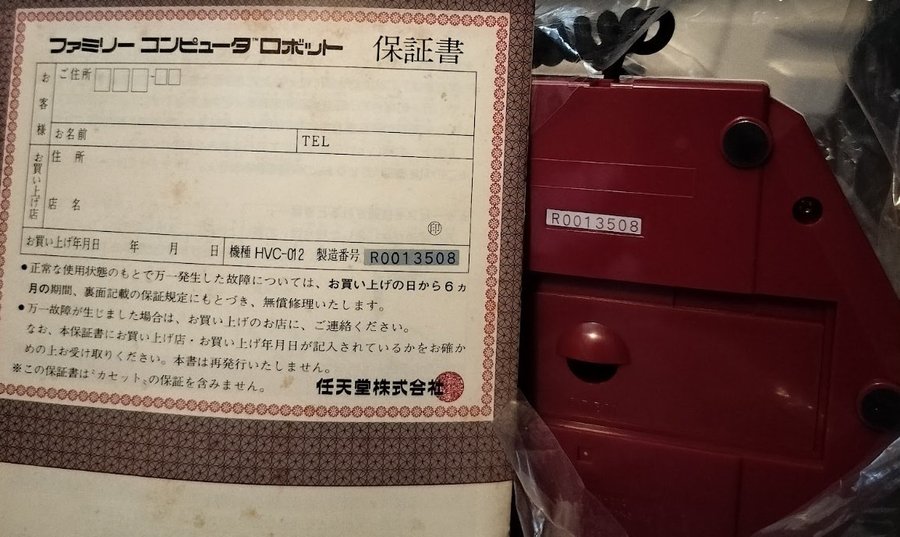 ファミリー コンピュータ™ロボット 保証書
お客様
ご住所
お名前
TEL
お買い上げ店
住所
店名
印
お買い上げ年月日 年 月 日
機種 HVC-012 製造番号 R0013508
●正常な使用状態のもとで万一発生した故障については、お買い上げの日から6ヵ
月の期間、裏面記載の保証規定にもとづき、無償修理いたします。
●万一故障が生じました場合は、お買い上げのお店に、ご連絡ください。
なお、本保証書にお買い上げ店・お買い上げ年月日が記入されているかをお確か
めの上お受け取りください。本書は再発行いたしません。
※この保証書は“カセット”の保証を含みません。
任天堂株式会社
R0013508